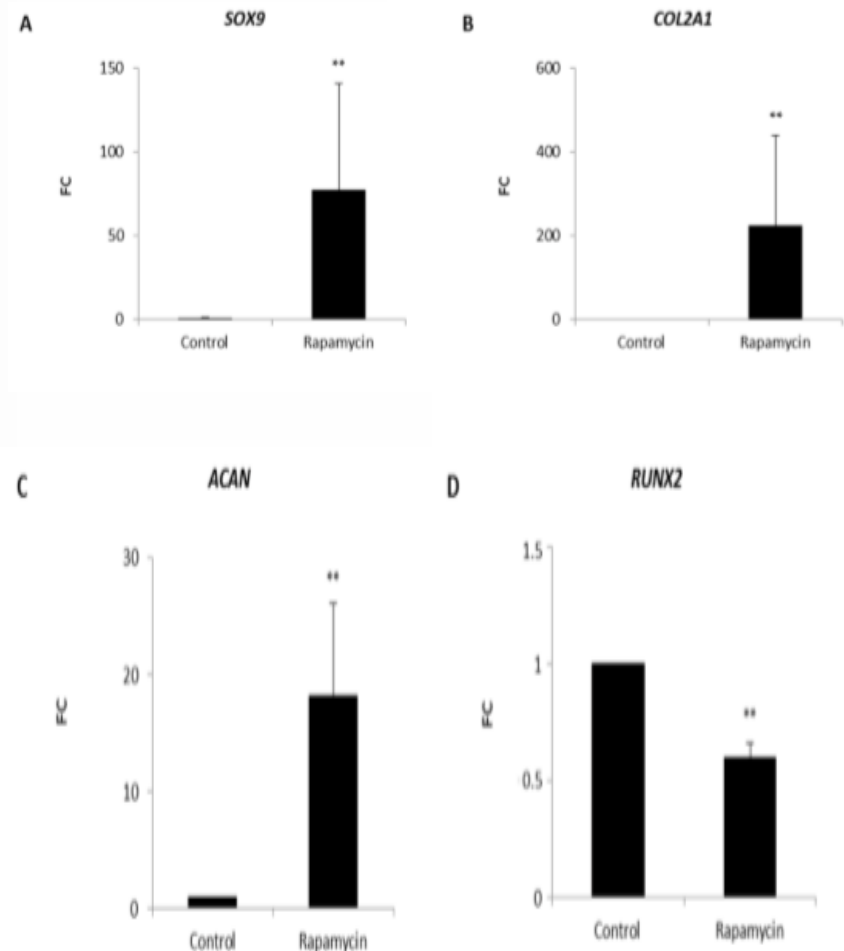 A
SOX9
150
100
50
0
FC
**
Control
Rapamycin
B
COL2A1
600
400
200
0
FC
**
Control
Rapamycin
C
ACAN
30
20
10
0
FC
**
Control
Rapamycin
D
RUNX2
1.5
1
0.5
0
FC
**
Control
Rapamycin